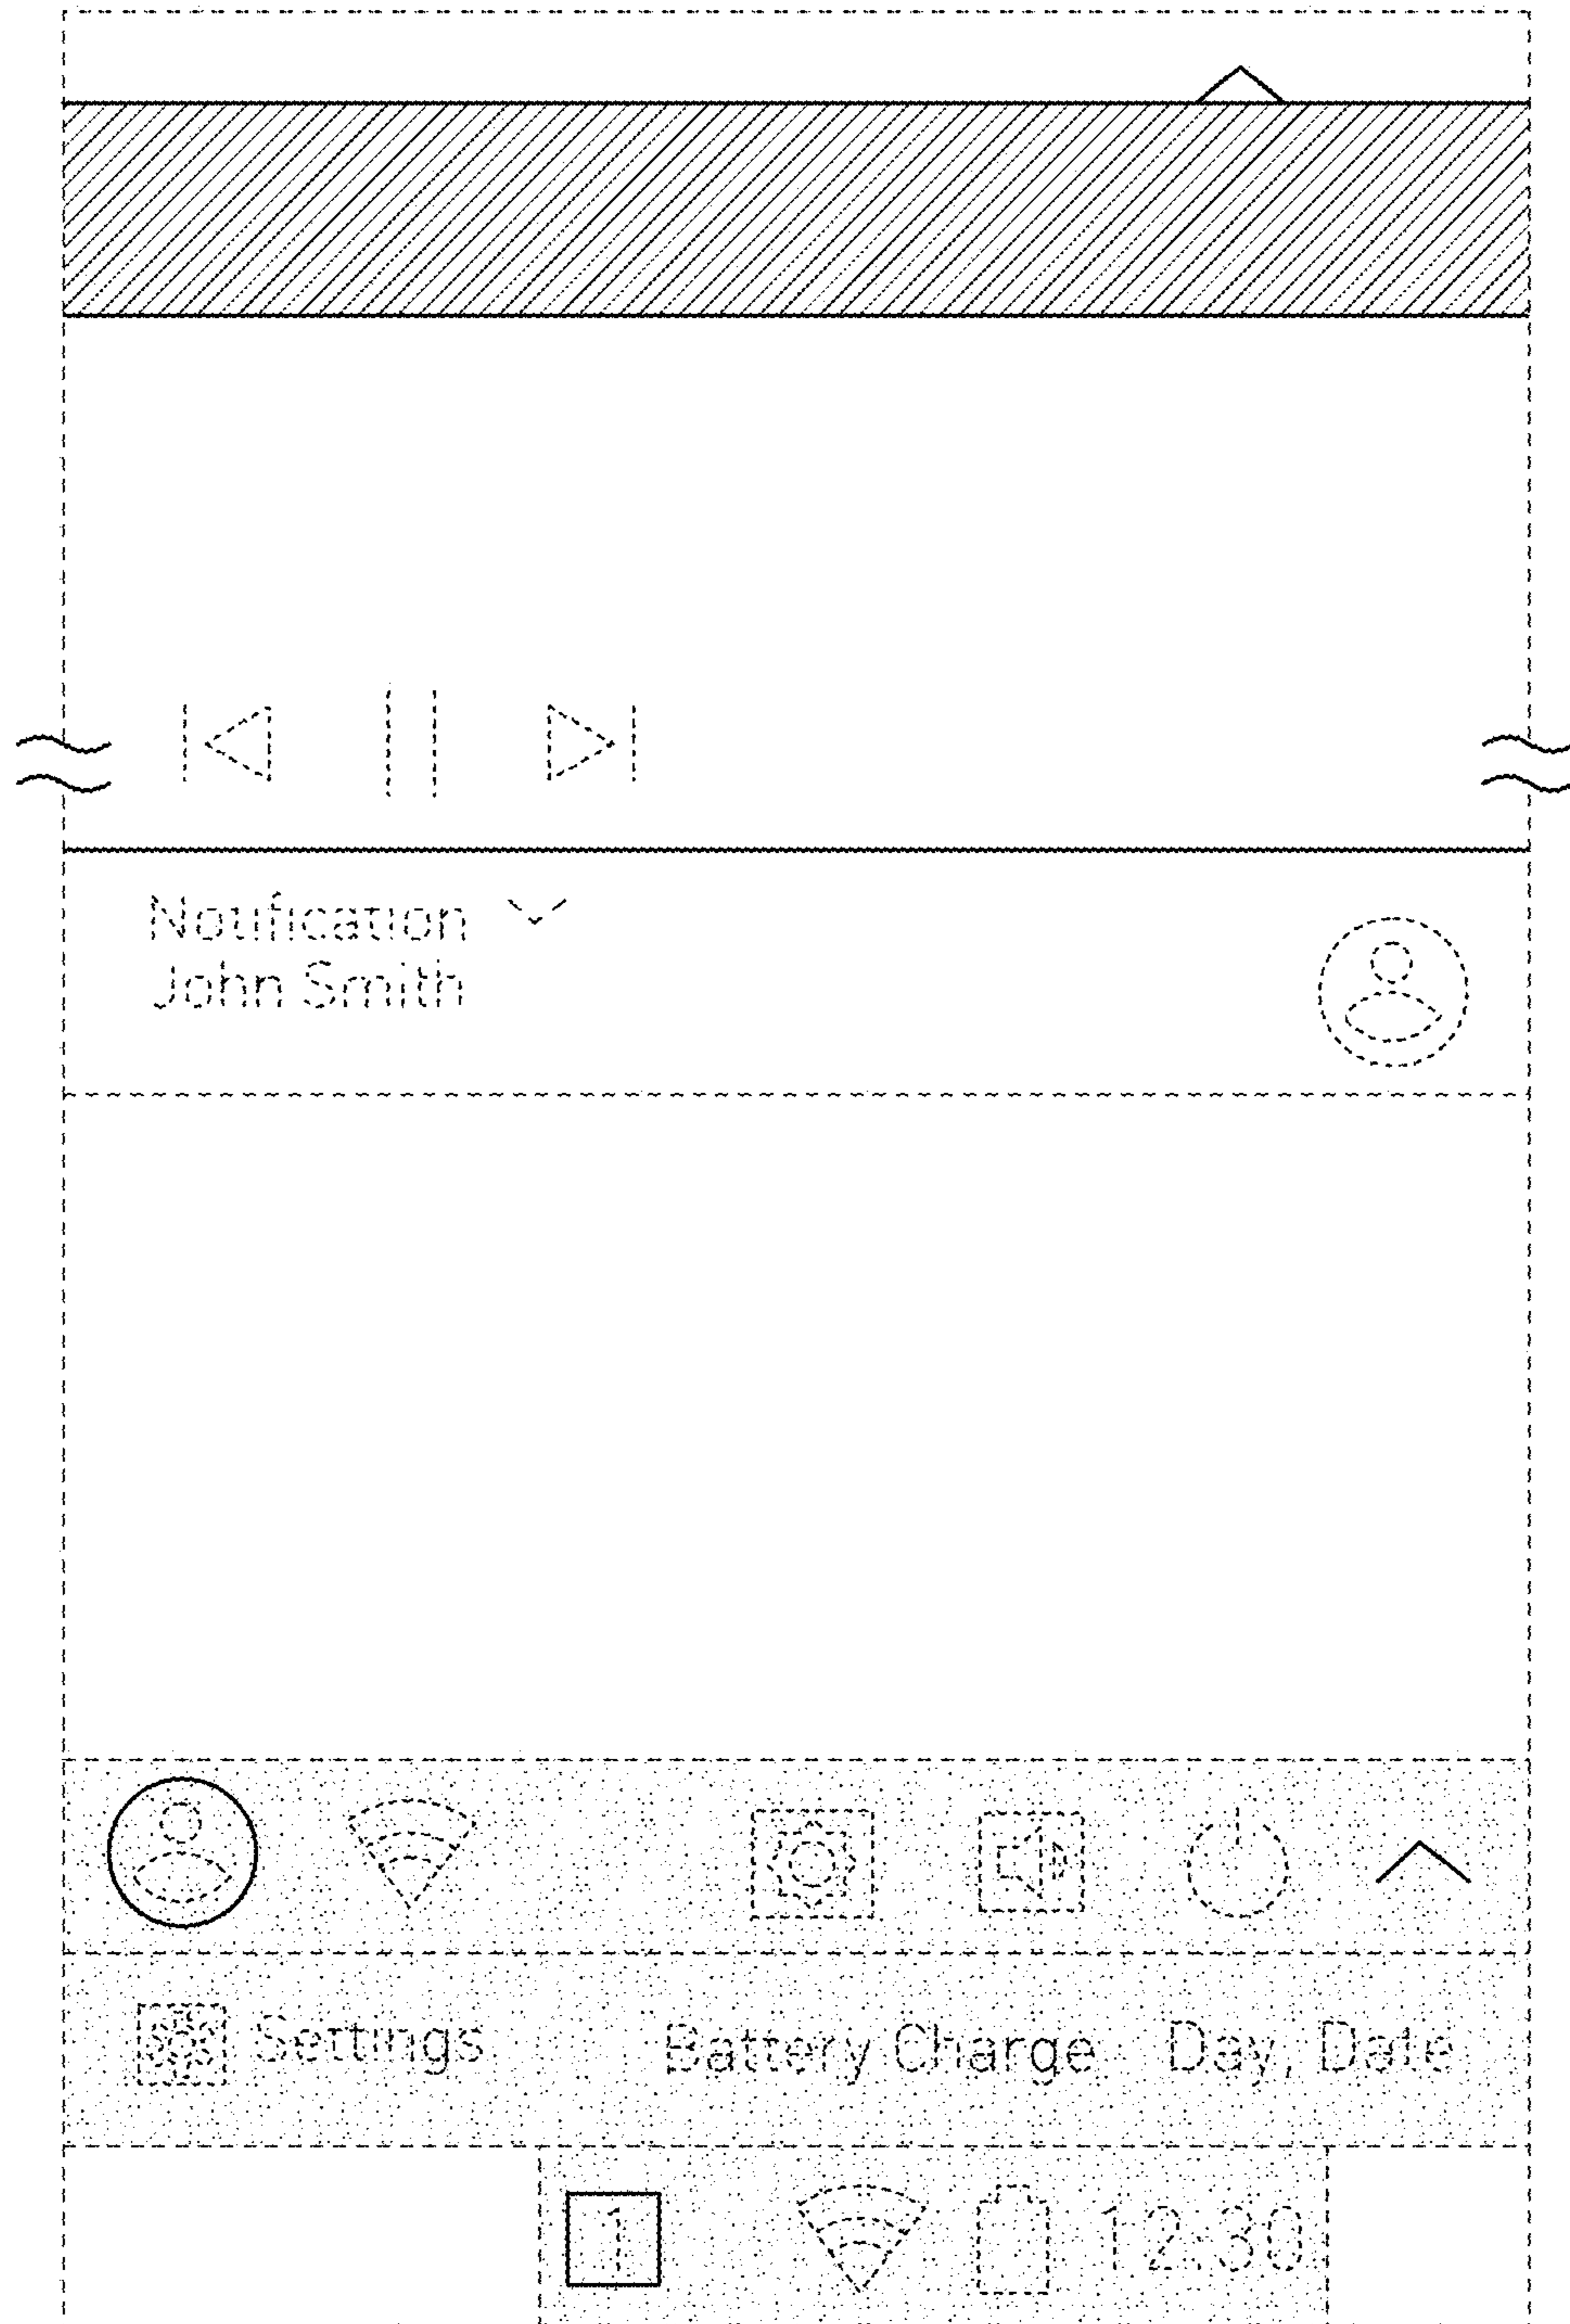 Notification
John Smith
Settings Battery Charge Day, Date
1 12:30